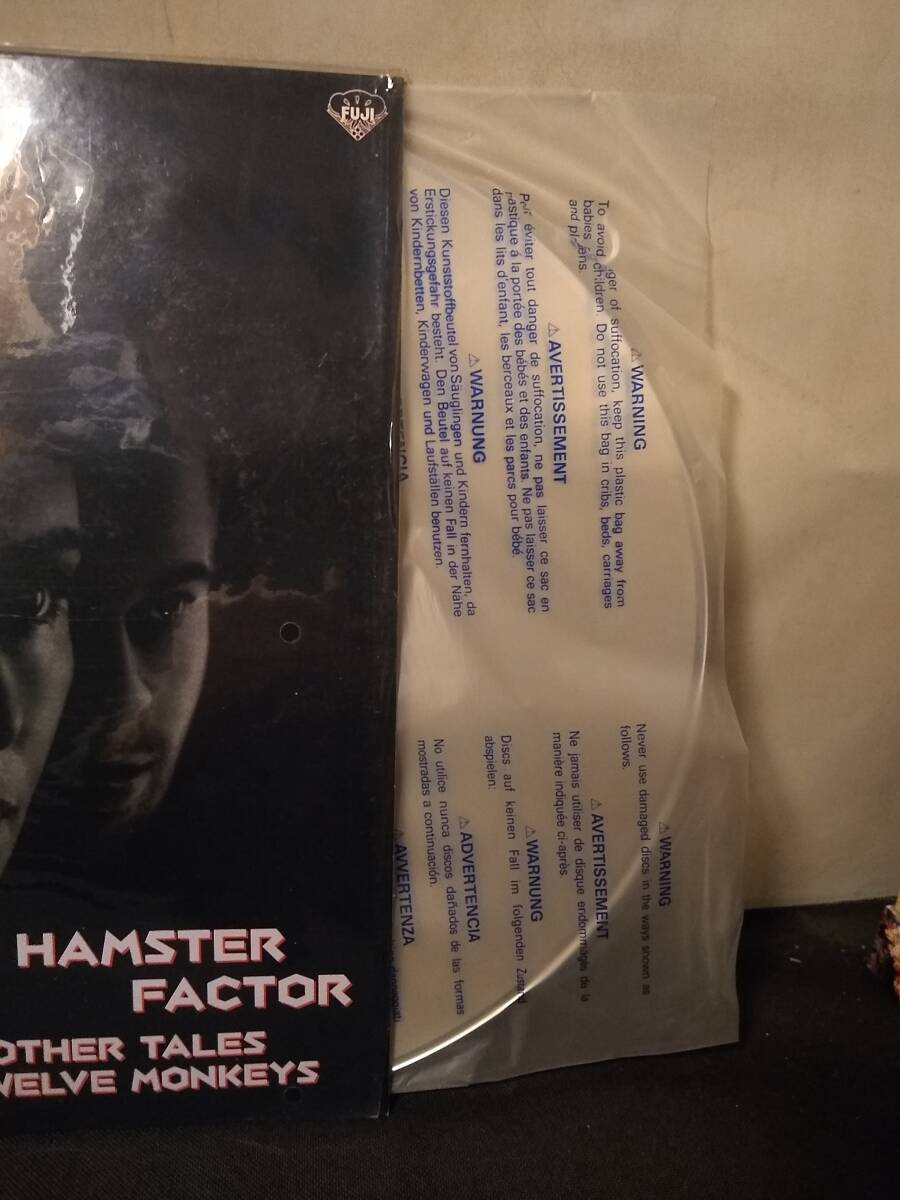 FUJI
HAMSTER
FACTOR
OTHER TALES
WELVE MONKEYS
⚠WARNING
To avoid ger of suffocation, keep this plastic bag away from
babies children. Do not use this bag in cribs, beds, carriages
and ens.
⚠AVERTISSEMENT
éviter tout danger de suffocation, ne pas laisser ce sac en
plastique á la portée des bébés et des enfants. Ne pas laisser ce sac
dans les lits d'enfant, les berceaux et les parcs pour bébé.
⚠WARNUNG
Diesen Kunststoffbeutel von Säuglingen und Kindern fernhalten, da
Erstickungsgefahr besteht. Den Beutel auf keinen Fall in der Nähe
von Kindernbetten, Kinderwagen und Laufställen benutzen.
TENCIA
⚠WARNING
Never use damaged discs in the ways shown as
follows.
⚠AVERTISSEMENT
Ne jamais utiliser de disque endommagés de la
manière indiquée ci-après.
⚠WARNUNG
Discs auf keinen Fall im folgenden Zustand
abspielen:
⚠ADVERTENCIA
No utilice nunca discos dañados de las formas
mostradas a continuación.
⚠AVVERTENZA